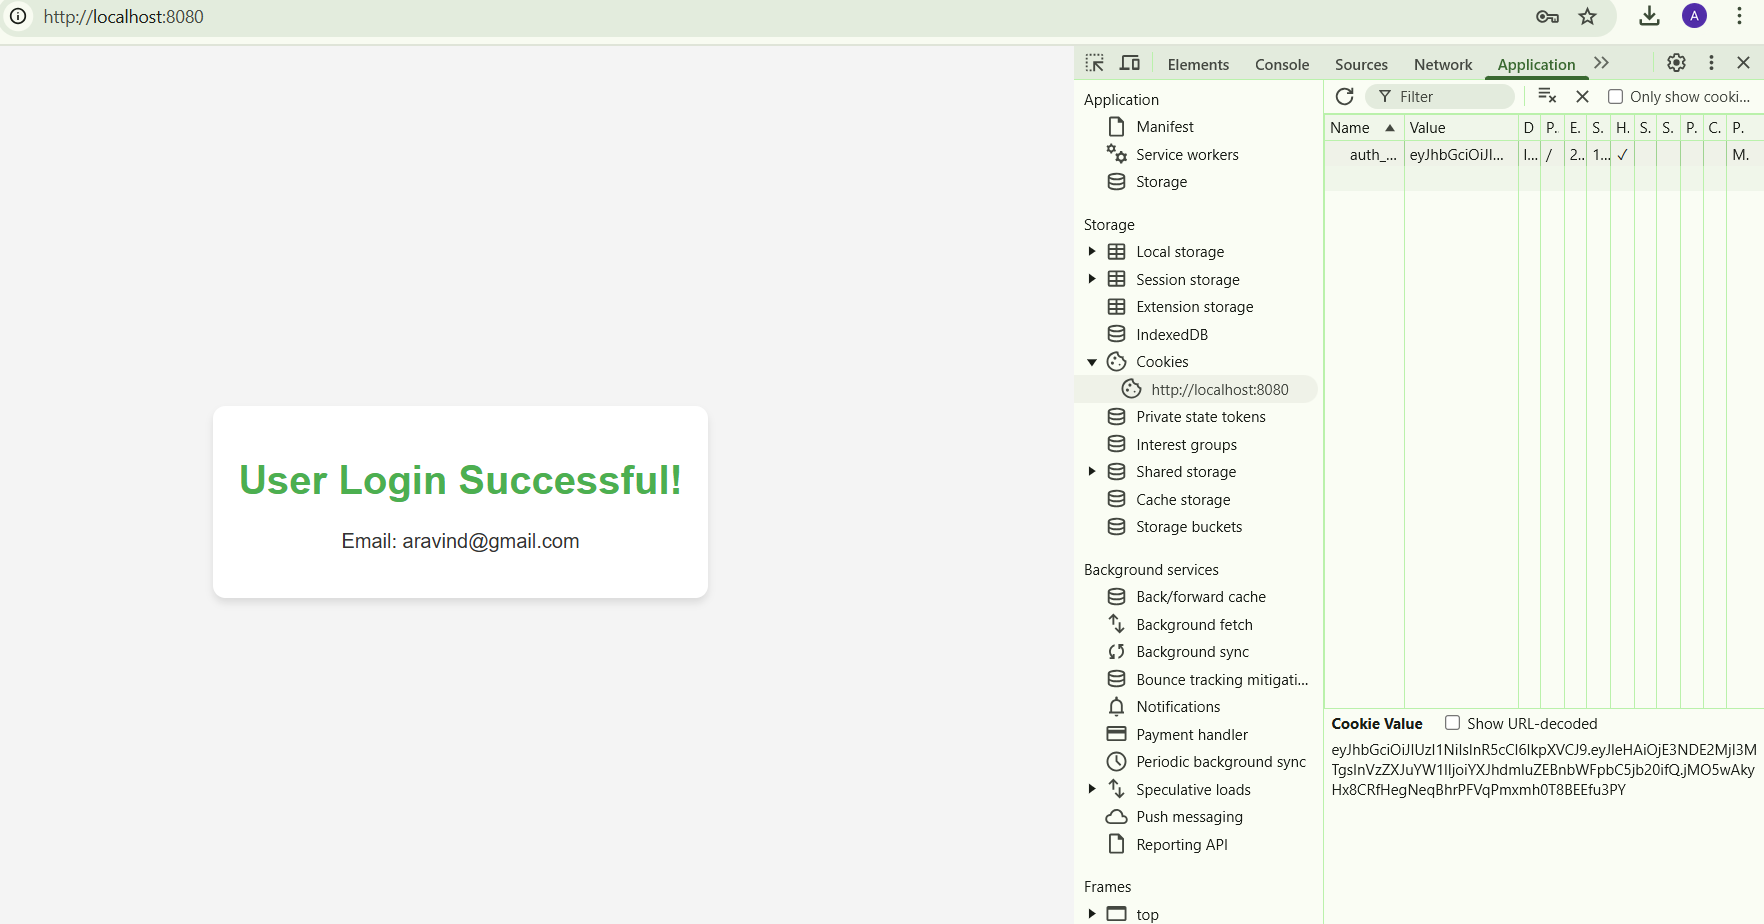 http://localhost:8080
A
Elements Console Sources Network Application
Application
Manifest
Service workers
Storage
Storage
Local storage
Session storage
Extension storage
IndexedDB
Cookies
http://localhost:8080
Private state tokens
Interest groups
Shared storage
Cache storage
Storage buckets
Background services
Back/forward cache
Background fetch
Background sync
Bounce tracking mitigati...
Notifications
Payment handler
Periodic background sync
Speculative loads
Push messaging
Reporting API
Frames
top
Filter
Only show cooki...
Name Value D P. E. S. H. S. S. P. C. P.
auth_... eyJhbGciOiJI... l... / 2.. 1... ✓ M.
Cookie Value Show URL-decoded
User Login Successful!
Email: aravind@gmail.com